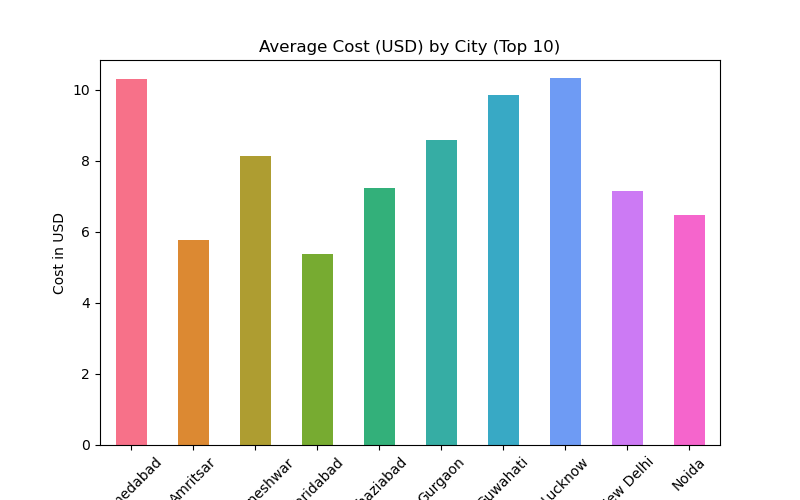 Average Cost (USD) by City (Top 10)
Cost in USD
10
8
6
4
2
0
Amritsar
Gurgaon
Guwahati
Noida